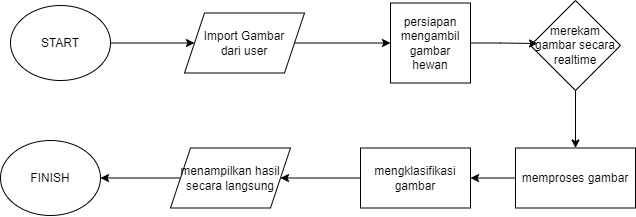 START
Import Gambar
dari user
persiapan
mengambil
gambar
hewan
merekam
gambar secara
realtime
memproses gambar
mengklasifikasi
gambar
menampilkan hasil
secara langsung
FINISH